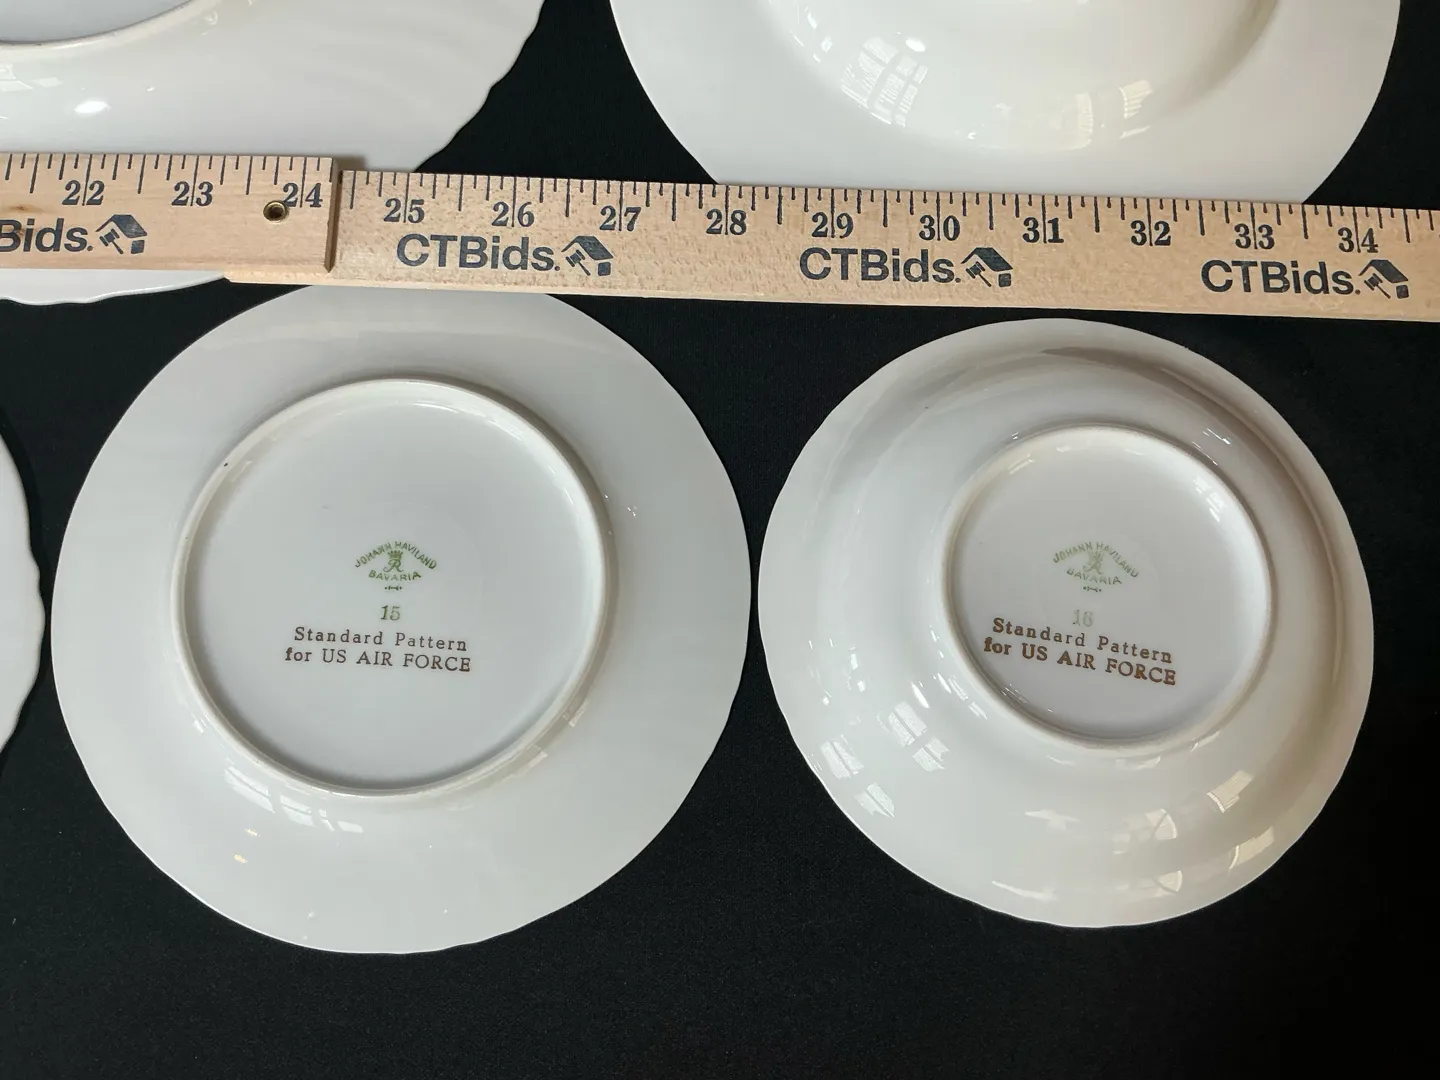 22 23 24 25 26 27 28 29 30 31 32 33 34
Bids. CTBids. CTBids. CTBids.
JOHANN HAVILAND
BAVARIA
15
Standard Pattern
for US AIR FORCE
JOHANN HAVILAND
BAVARIA
16
Standard Pattern
for US AIR FORCE